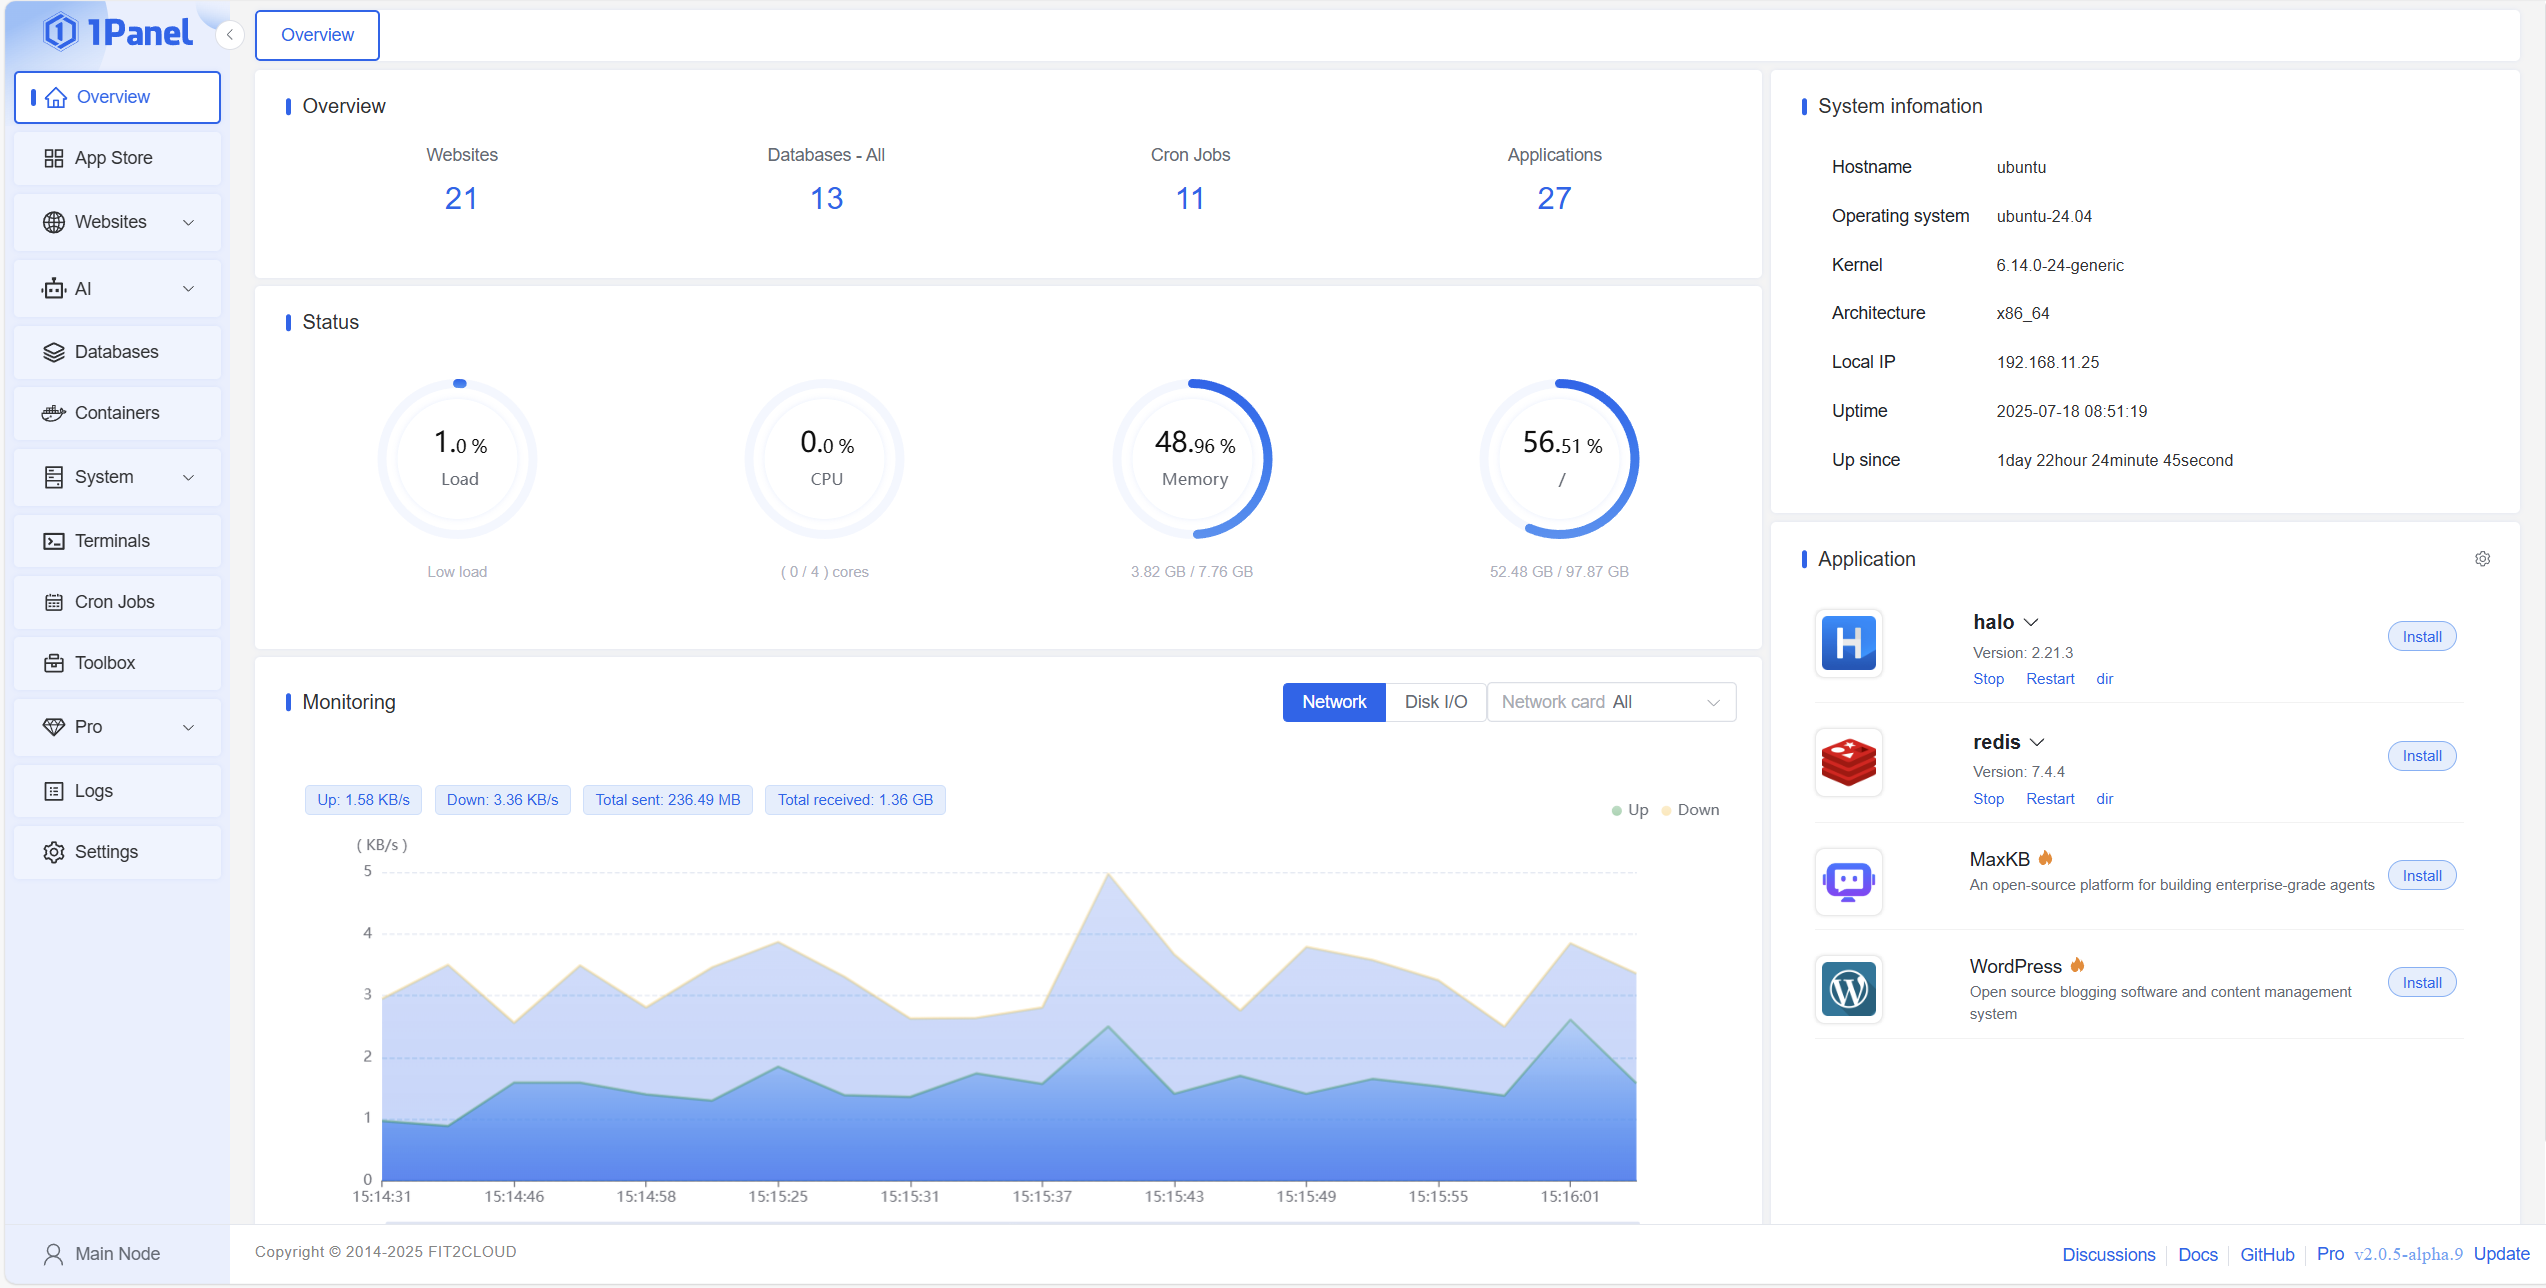 1Panel
Overview
App Store
Websites
AI
Databases
Containers
System
Terminals
Cron Jobs
Toolbox
Pro
Logs
Settings
Main Node
Overview
Overview
Websites
21
Databases - All
13
Cron Jobs
11
Applications
27
Status
1.0 %
Load
Low load
0.0 %
CPU
( 0 / 4 ) cores
48.96 %
Memory
3.82 GB / 7.76 GB
56.51 %
/
52.48 GB / 97.87 GB
Monitoring
Network
Disk I/O
Network card All
Up: 1.58 KB/s
Down: 3.36 KB/s
Total sent: 236.49 MB
Total received: 1.36 GB
Up
Down
( KB/s )
5
4
3
2
1
0
15:14:31
15:14:46
15:14:58
15:15:25
15:15:31
15:15:37
15:15:43
15:15:49
15:15:55
15:16:01
System infomation
Hostname ubuntu
Operating system ubuntu-24.04
Kernel 6.14.0-24-generic
Architecture x86_64
Local IP 192.168.11.25
Uptime 2025-07-18 08:51:19
Up since 1day 22hour 24minute 45second
Application
H
halo
Version: 2.21.3
Stop Restart dir
Install
redis
Version: 7.4.4
Stop Restart dir
Install
MaxKB
An open-source platform for building enterprise-grade agents
Install
W
WordPress
Open source blogging software and content management
system
Install
Copyright © 2014-2025 FIT2CLOUD
Discussions Docs GitHub Pro v2.0.5-alpha.9 Update